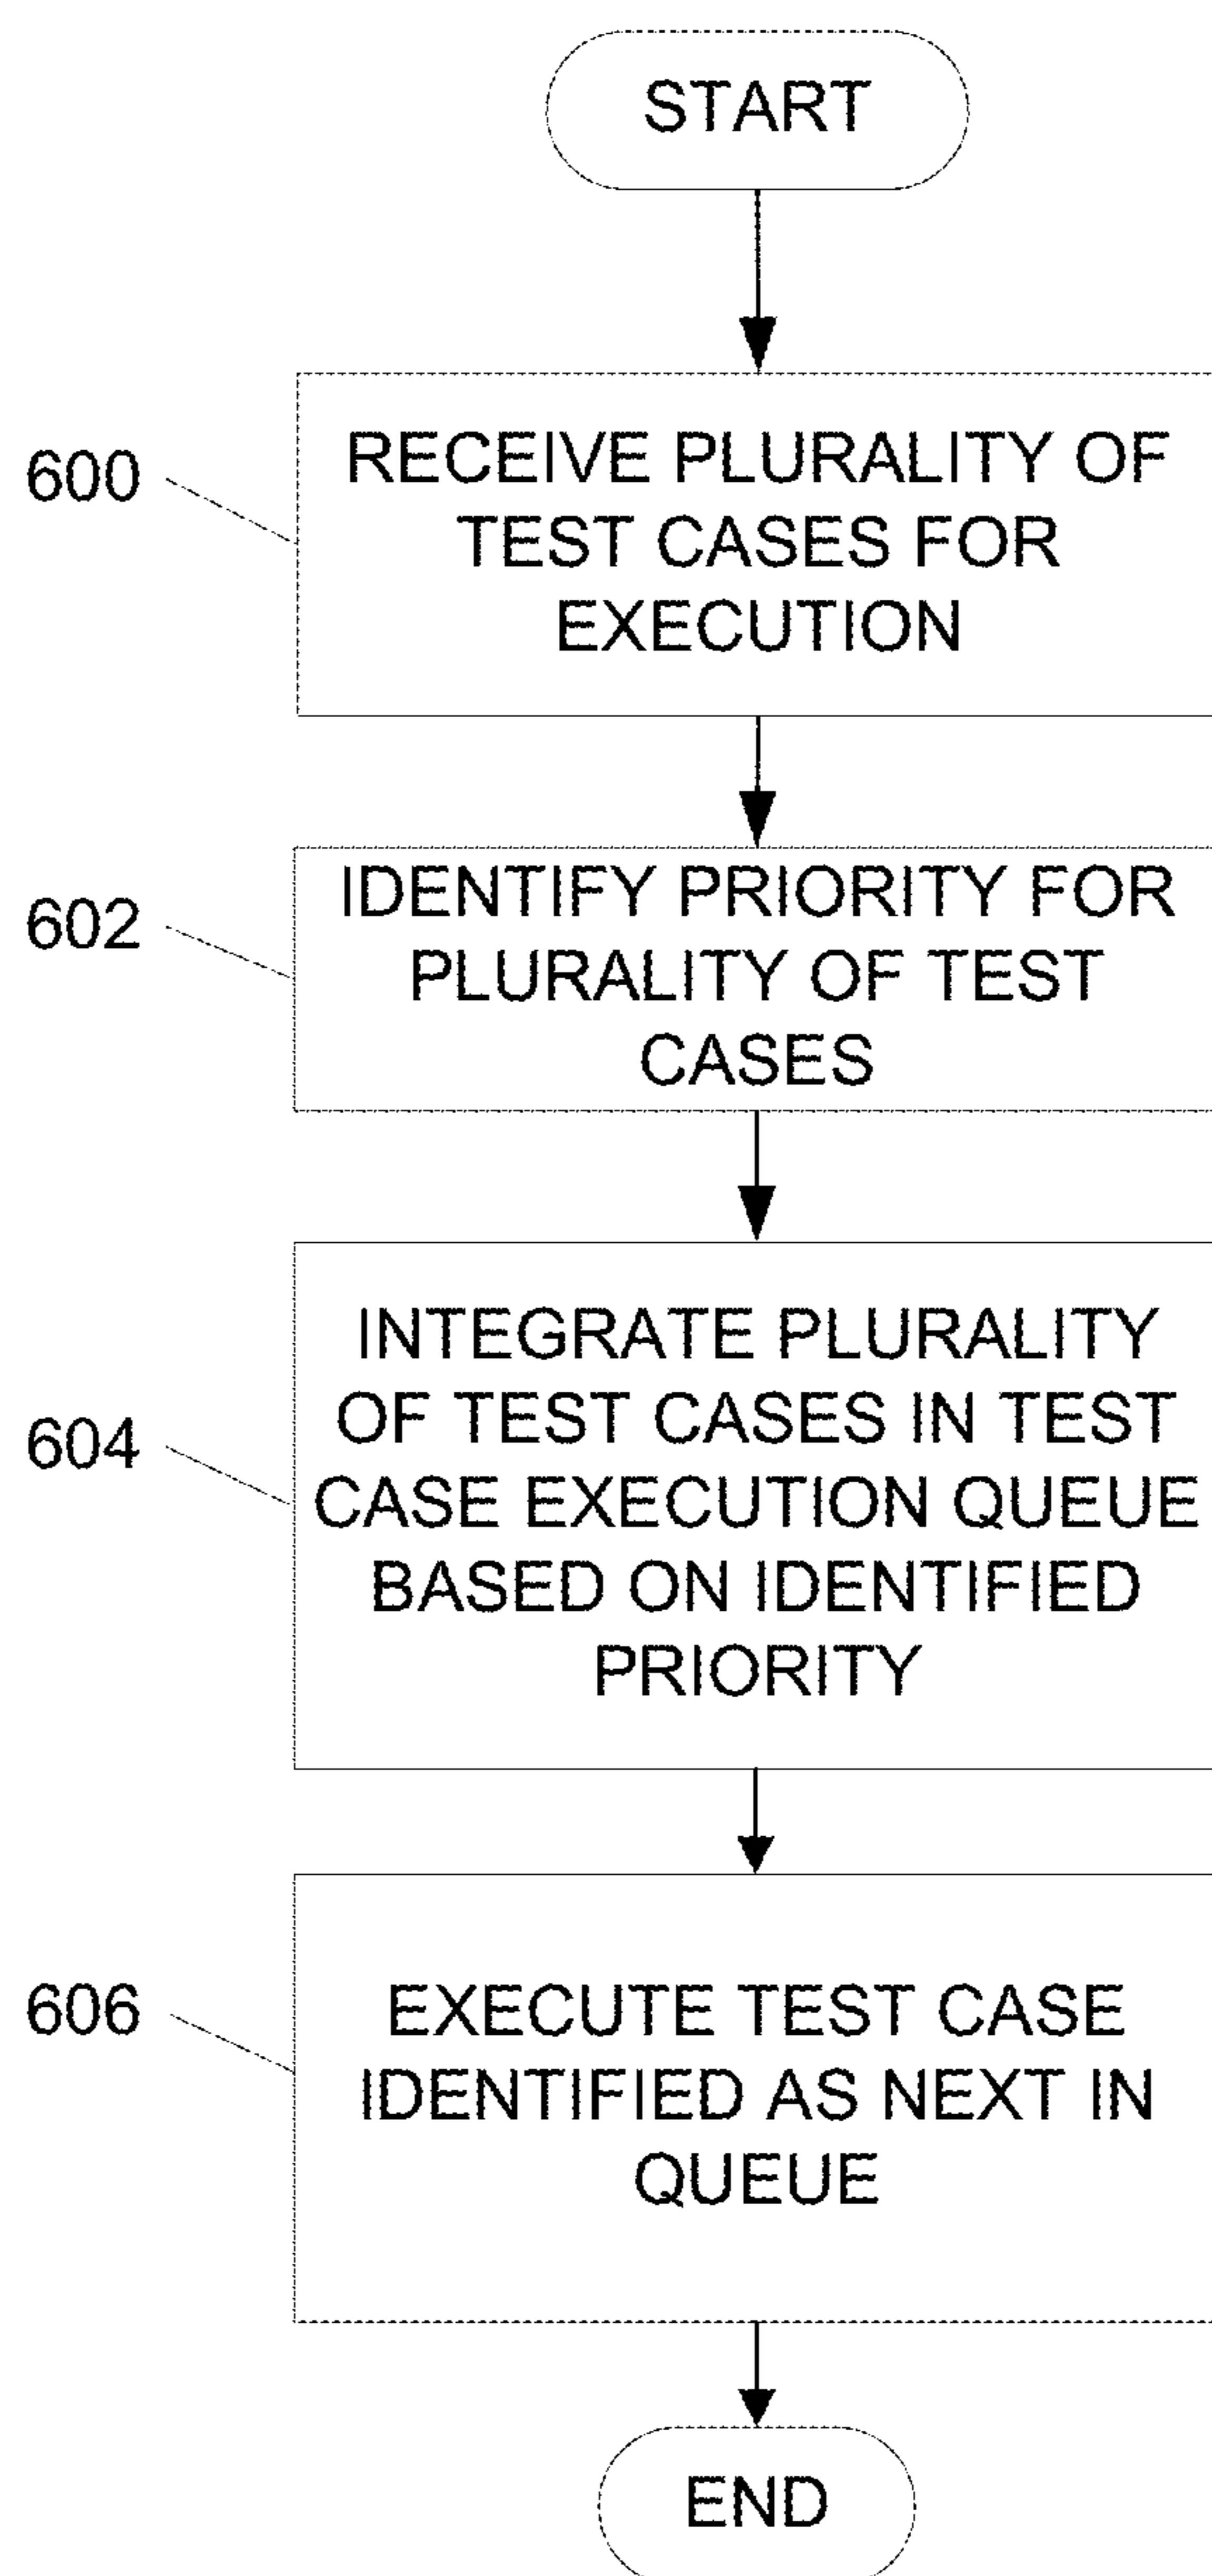 START
600
RECEIVE PLURALITY OF
TEST CASES FOR
EXECUTION
602
IDENTIFY PRIORITY FOR
PLURALITY OF TEST
CASES
604
INTEGRATE PLURALITY
OF TEST CASES IN TEST
CASE EXECUTION QUEUE
BASED ON IDENTIFIED
PRIORITY
606
EXECUTE TEST CASE
IDENTIFIED AS NEXT IN
QUEUE
END